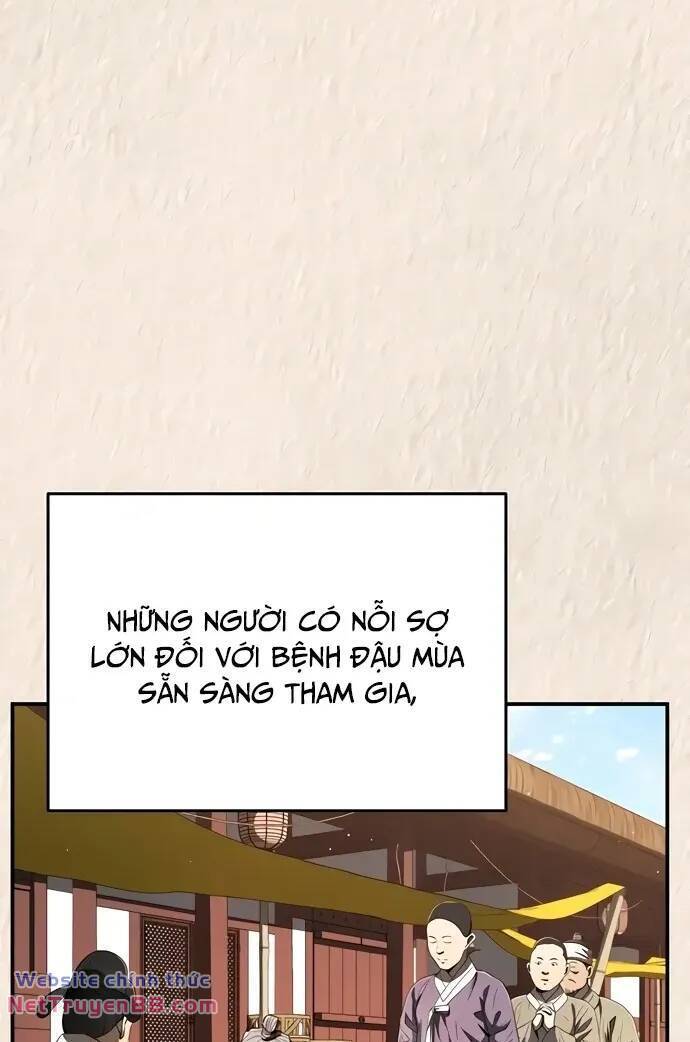 NHỮNG NGƯỜI CÓ NỖI SỢ
LỚN ĐỐI VỚI BỆNH ĐẬU MÙA
SẴN SÀNG THAM GIA,
Website chính thức
NetTruyenBB.com